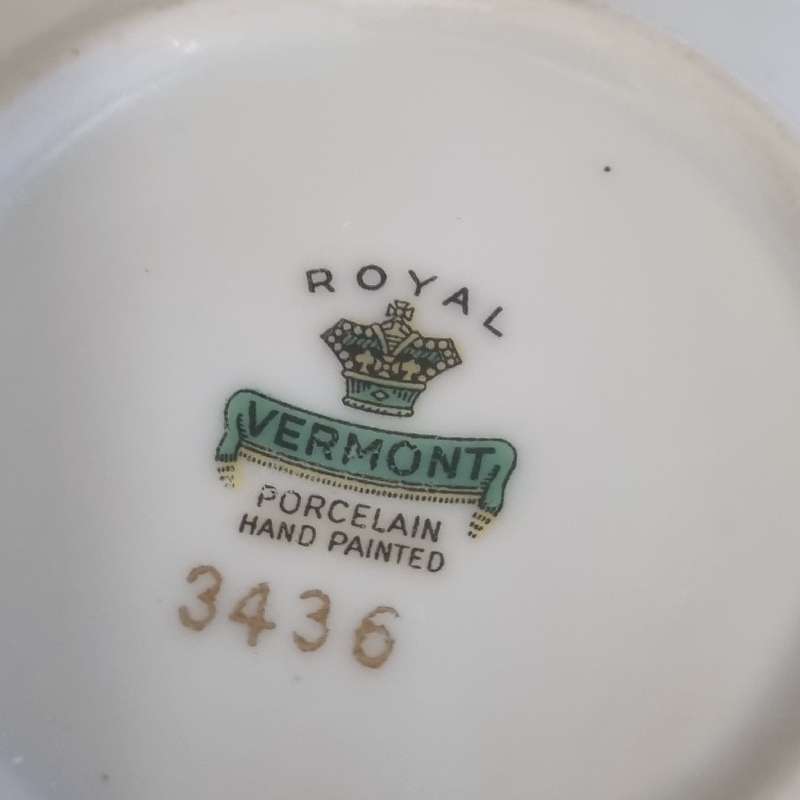 ROYAL
VERMONT
PORCELAIN
HAND PAINTED
3436